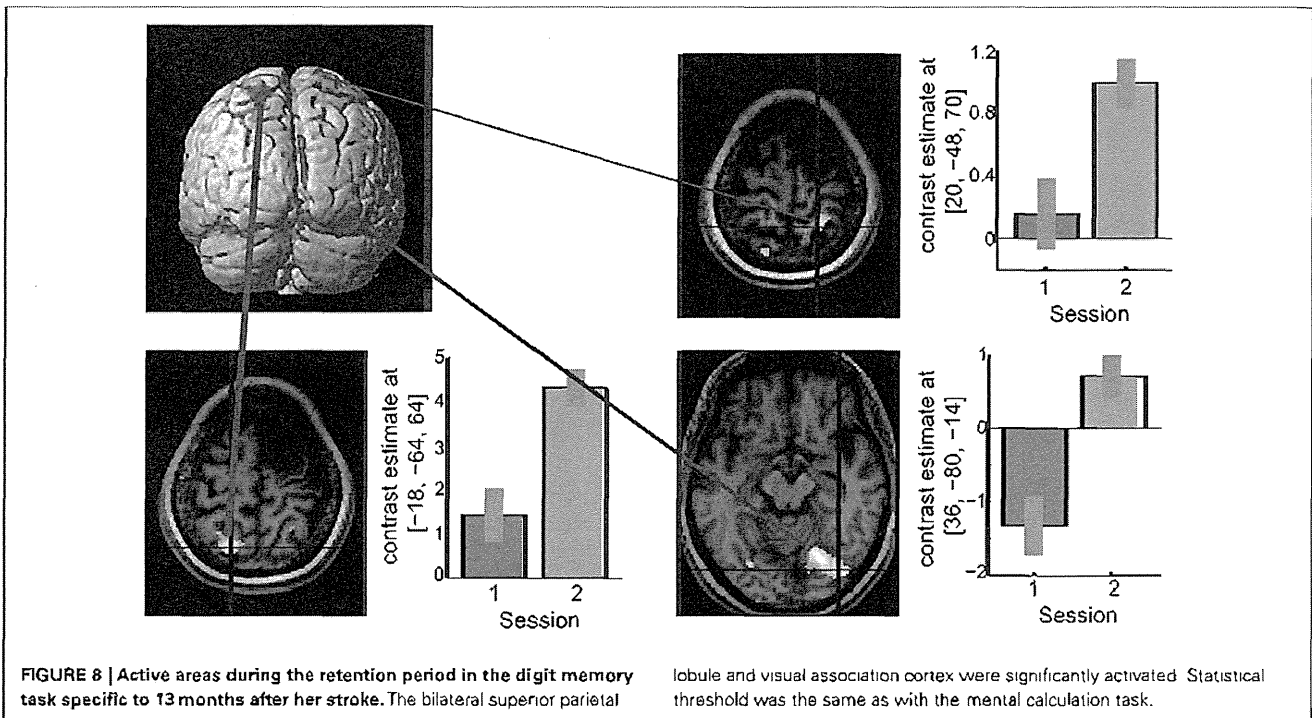 1.2
0.8
0.4
0
contrast estimate at
[20, −48, 70]
1 2
Session
5
4
3
2
1
0
contrast estimate at
[−18, −64, 64]
1 2
Session
1
0
−1
−2
contrast estimate at
[36, −80, −14]
1 2
Session
FIGURE 8 | Active areas during the retention period in the digit memory
task specific to 13 months after her stroke. The bilateral superior parietal
lobule and visual association cortex were significantly activated. Statistical
threshold was the same as with the mental calculation task.